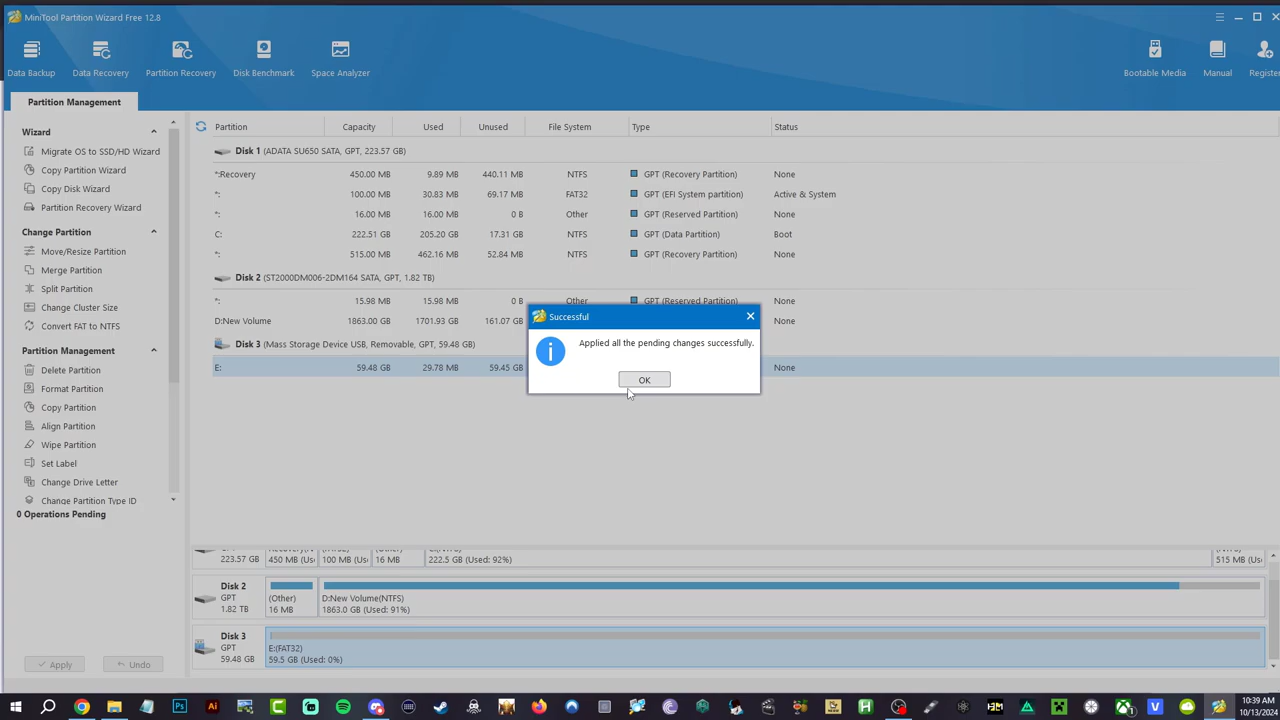 MiniTool Partition Wizard Free 12.8
Data Backup Data Recovery Partition Recovery Disk Benchmark Space Analyzer Bootable Media Manual Register
Partition Management
Wizard
Migrate OS to SSD/HD Wizard
Copy Partition Wizard
Copy Disk Wizard
Partition Recovery Wizard
Change Partition
Move/Resize Partition
Merge Partition
Split Partition
Change Cluster Size
Convert FAT to NTFS
Partition Management
Delete Partition
Format Partition
Copy Partition
Align Partition
Wipe Partition
Set Label
Change Drive Letter
Change Partition Type ID
0 Operations Pending
Apply Undo
Partition Capacity Used Unused File System Type Status
Disk 1 (ADATA SU650 SATA, GPT, 223.57 GB)
*:Recovery 450.00 MB 9.89 MB 440.11 MB NTFS GPT (Recovery Partition) None
*: 100.00 MB 30.83 MB 69.17 MB FAT32 GPT (EFI System partition) Active & System
*: 16.00 MB 16.00 MB 0 B Other GPT (Reserved Partition) None
C: 222.51 GB 205.20 GB 17.31 GB NTFS GPT (Data Partition) Boot
*: 515.00 MB 462.16 MB 52.84 MB NTFS GPT (Recovery Partition) None
Disk 2 (ST2000DM006-2DM164 SATA, GPT, 1.82 TB)
*: 15.98 MB 15.98 MB 0 B Other GPT (Reserved Partition) None
D:New Volume 1863.00 GB 1701.93 GB 161.07 GB None
Disk 3 (Mass Storage Device USB, Removable, GPT, 59.48 GB)
E: 59.48 GB 29.78 MB 59.45 GB None
Successful
Applied all the pending changes successfully.
OK
223.57 GB 450 MB (Us 100 MB (Us 16 MB 222.5 GB (Used: 92%) 515 MB (Us
Disk 2
GPT
1.82 TB
(Other)
16 MB
D:New Volume(NTFS)
1863.0 GB (Used: 91%)
Disk 3
GPT
59.48 GB
E:(FAT32)
59.5 GB (Used: 0%)
10:39 AM
10/13/2024